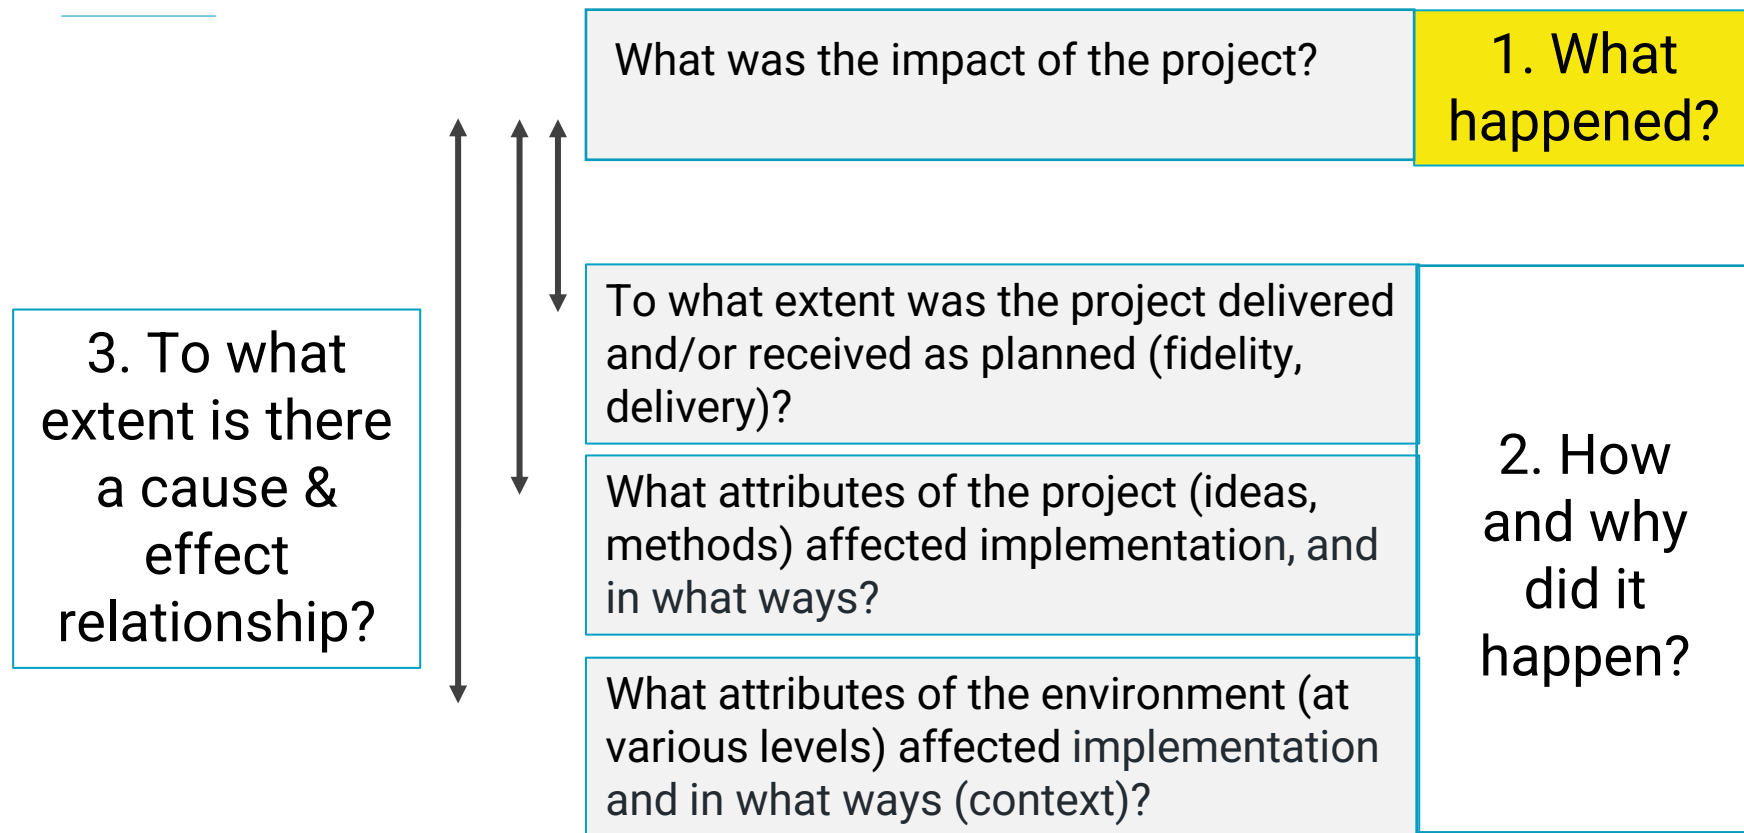 What was the impact of the project?
1. What
happened?
To what extent was the project delivered
and/or received as planned (fidelity,
delivery)?
What attributes of the project (ideas,
methods) affected implementation, and
in what ways?
What attributes of the environment (at
various levels) affected implementation
and in what ways (context)?
2. How
and why
did it
happen?
3. To what
extent is there
a cause &
effect
relationship?